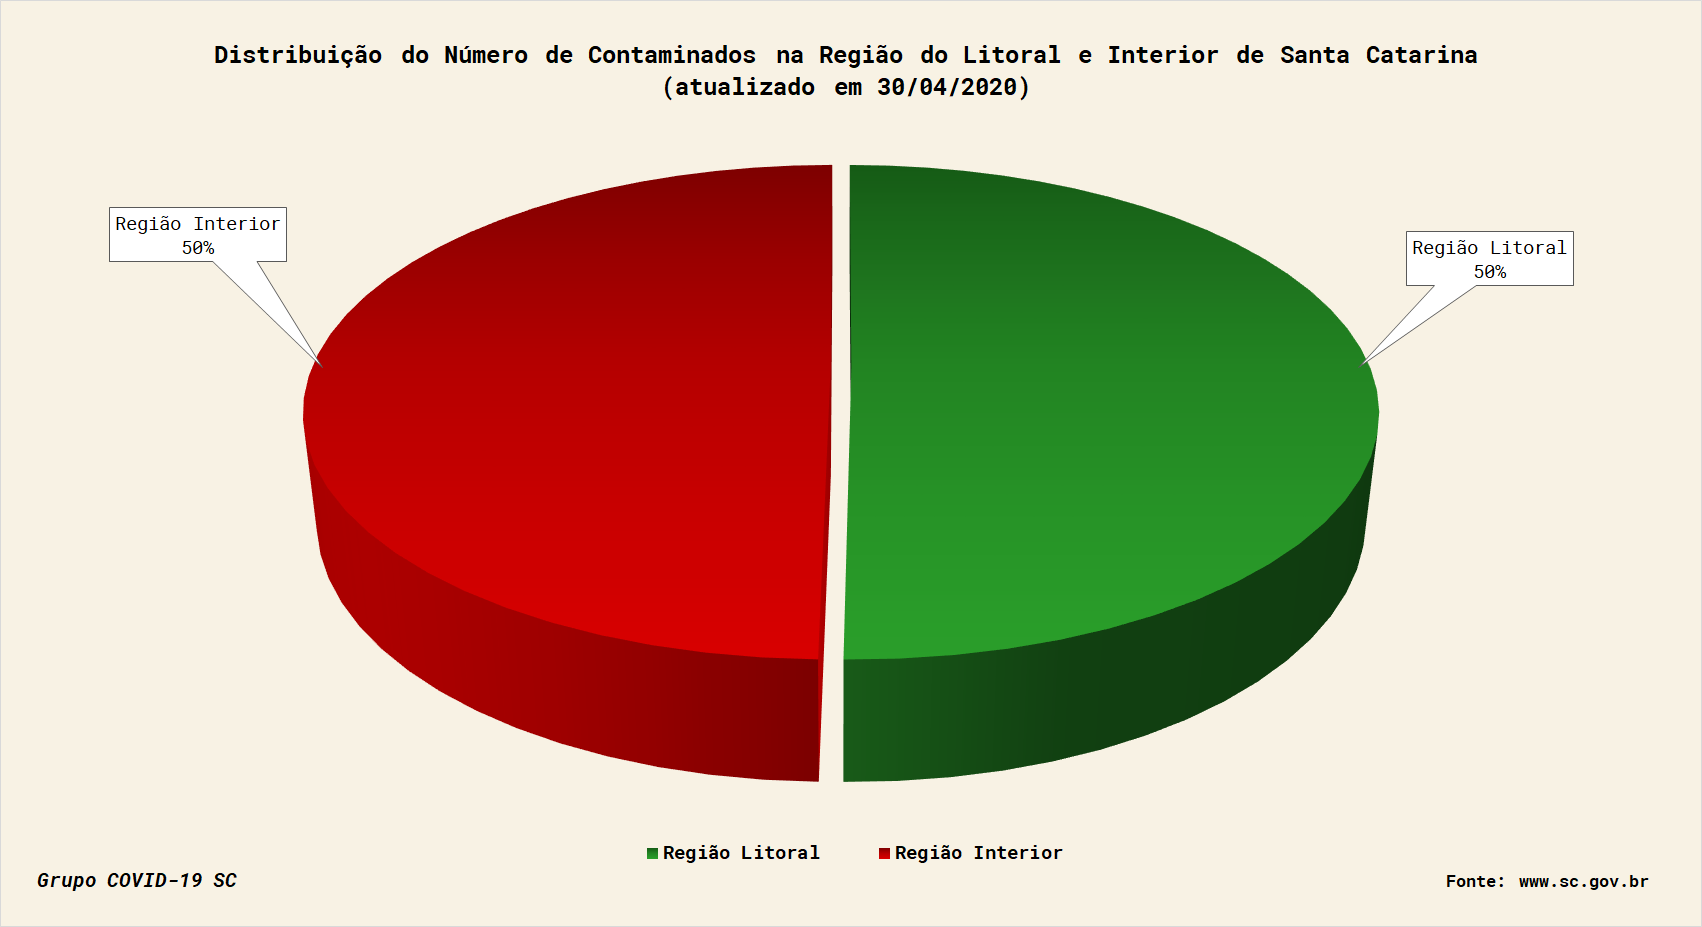 Distribuição do Número de Contaminados na Região do Litoral e Interior de Santa Catarina
(atualizado em 30/04/2020)
Região Interior
50%
Região Litoral
50%
Região Litoral
Região Interior
Grupo COVID-19 SC
Fonte: www.sc.gov.br